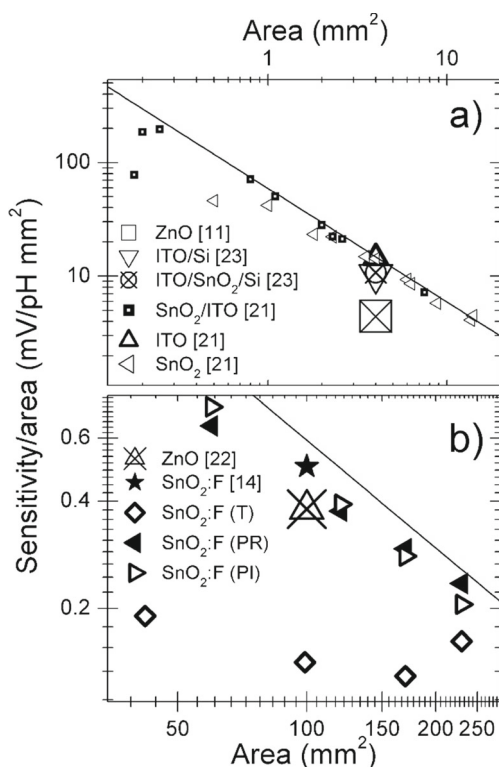 Area (mm²)
1 10
a)
100
10
ZnO [11]
ITO/Si [23]
ITO/SnO₂/Si [23]
SnO₂/ITO [21]
ITO [21]
SnO₂ [21]
Sensitivity/area (mV/pH mm²)
b)
0.6
0.4
0.2
ZnO [22]
SnO₂:F [14]
SnO₂:F (T)
SnO₂:F (PR)
SnO₂:F (PI)
50 100 150 200 250
Area (mm²)